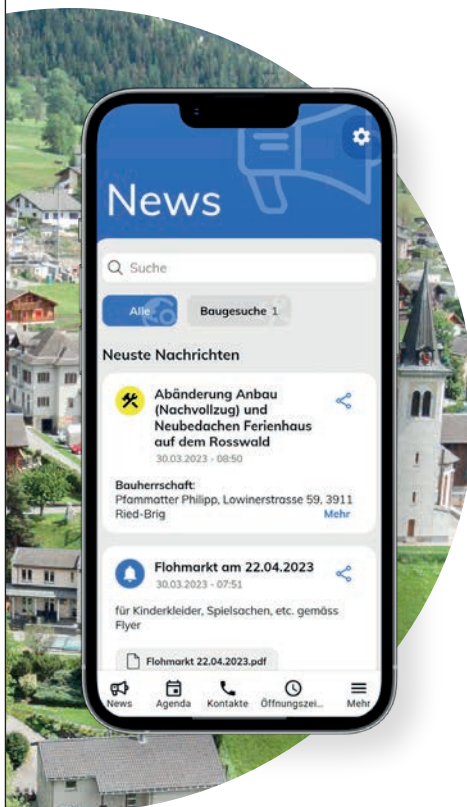 News
Suche
Alle
Baugesuche 1
Neuste Nachrichten
Abänderung Anbau
(Nachvollzug) und
Neubedachen Ferienhaus
auf dem Rosswald
30.03.2023 - 08:50
Bauherrschaft:
Pfammatter Philipp, Lowinerstrasse 59, 3911
Ried-Brig
Mehr
Flohmarkt am 22.04.2023
30.03.2023 - 07:51
für Kinderkleider, Spielsachen, etc. gemäss
Flyer
Flohmarkt 22.04.2023.pdf
News Agenda Kontakte Öffnungszei... Mehr